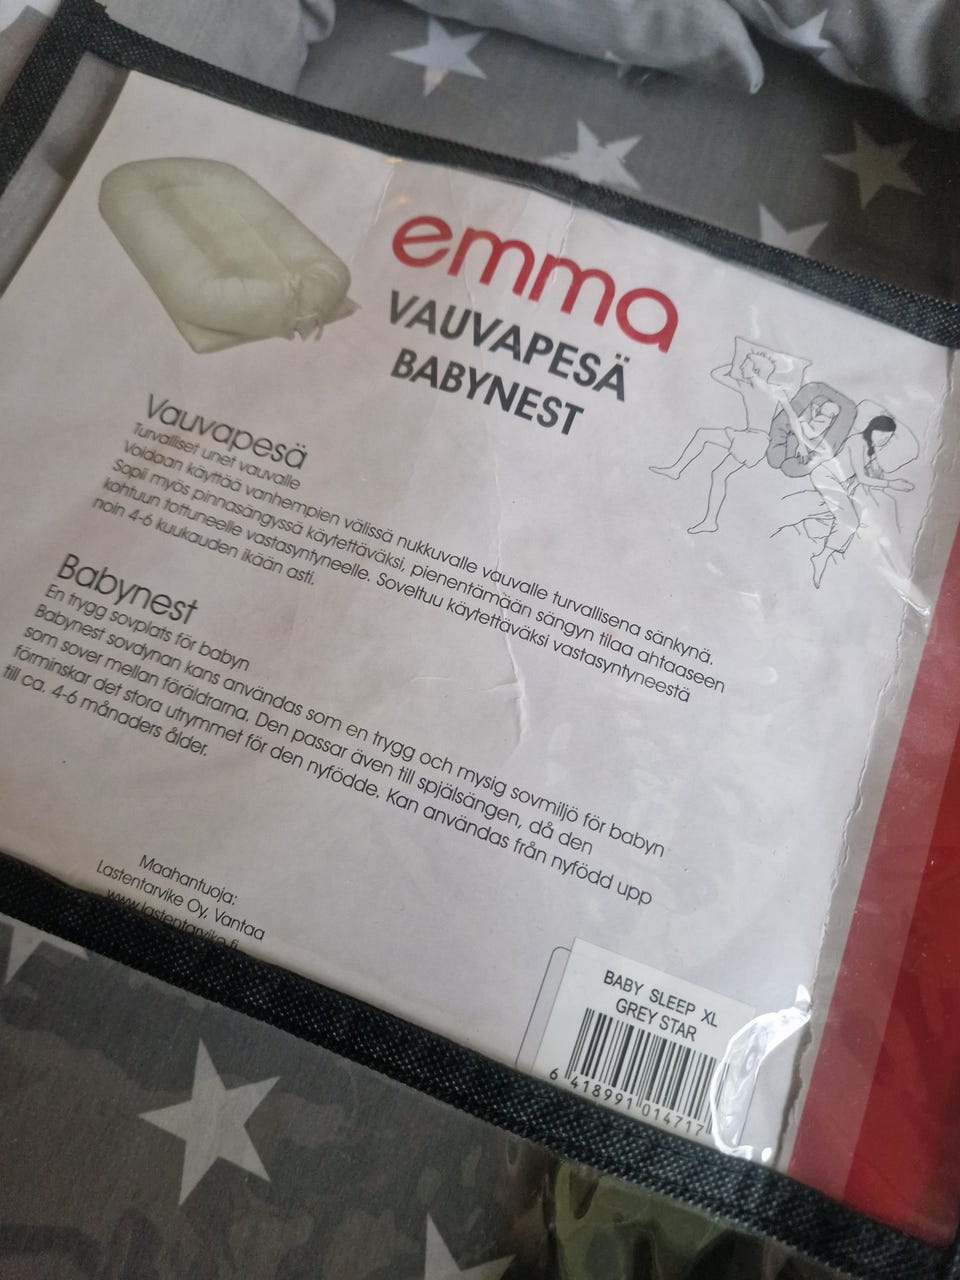 emma
VAUVAPESÄ
BABYNEST
Vauvapesä
Turvalliset unet vauvalle
Voidaan käyttää vanhempien välissä nukkuvalle vauvalle turvallisena sänkynä.
Sopii myös pinnasängyssä käytettäväksi, pienentämään sängyn tilaa ahtaaseen
kohtuun tottuneelle vastasyntyneelle. Soveltuu käytettäväksi vastasyntyneestä
noin 4-6 kuukauden ikään asti.
Babynest
En trygg sovplats för babyn
Babynest sovdynan kans användas som en trygg och mysig sovmiljö för babyn
som sover mellan föräldrarna. Den passar även till spjälsängen, då den
förminskar det stora utrymmet för den nyfödde. Kan användas från nyfödd upp
till ca. 4-6 månaders ålder.
Maahantuoja:
Lastentarvike Oy, Vantaa
www.lastentarvike.fi
BABY SLEEP XL
GREY STAR
6 418991 014717